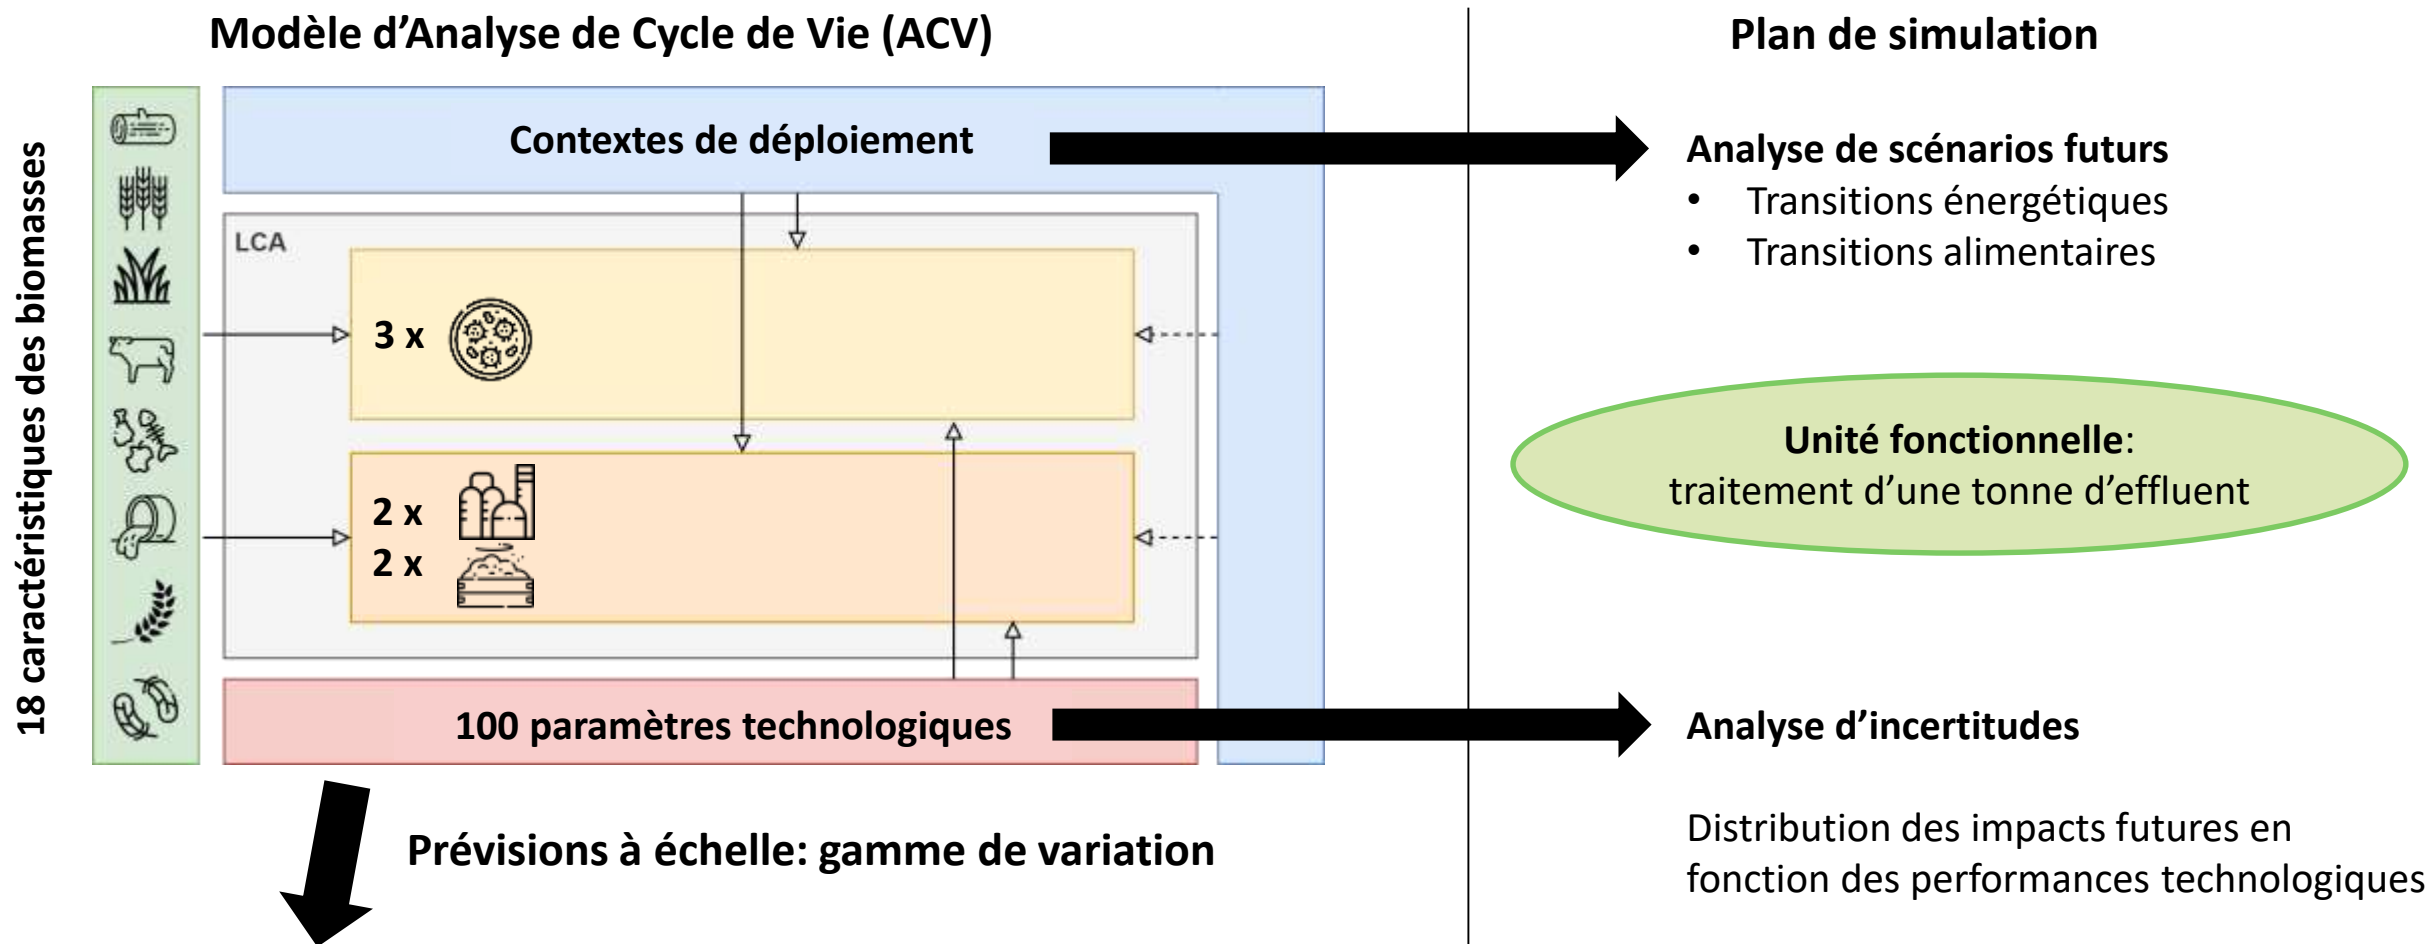 Modèle d'Analyse de Cycle de Vie (ACV)
18 caractéristiques des biomasses
Contextes de déploiement
LCA
3 x
2 x
2 x
100 paramètres technologiques
Prévisions à échelle: gamme de variation
Plan de simulation
Analyse de scénarios futurs
• Transitions énergétiques
• Transitions alimentaires
Unité fonctionnelle:
traitement d'une tonne d'effluent
Analyse d'incertitudes
Distribution des impacts futures en
fonction des performances technologiques